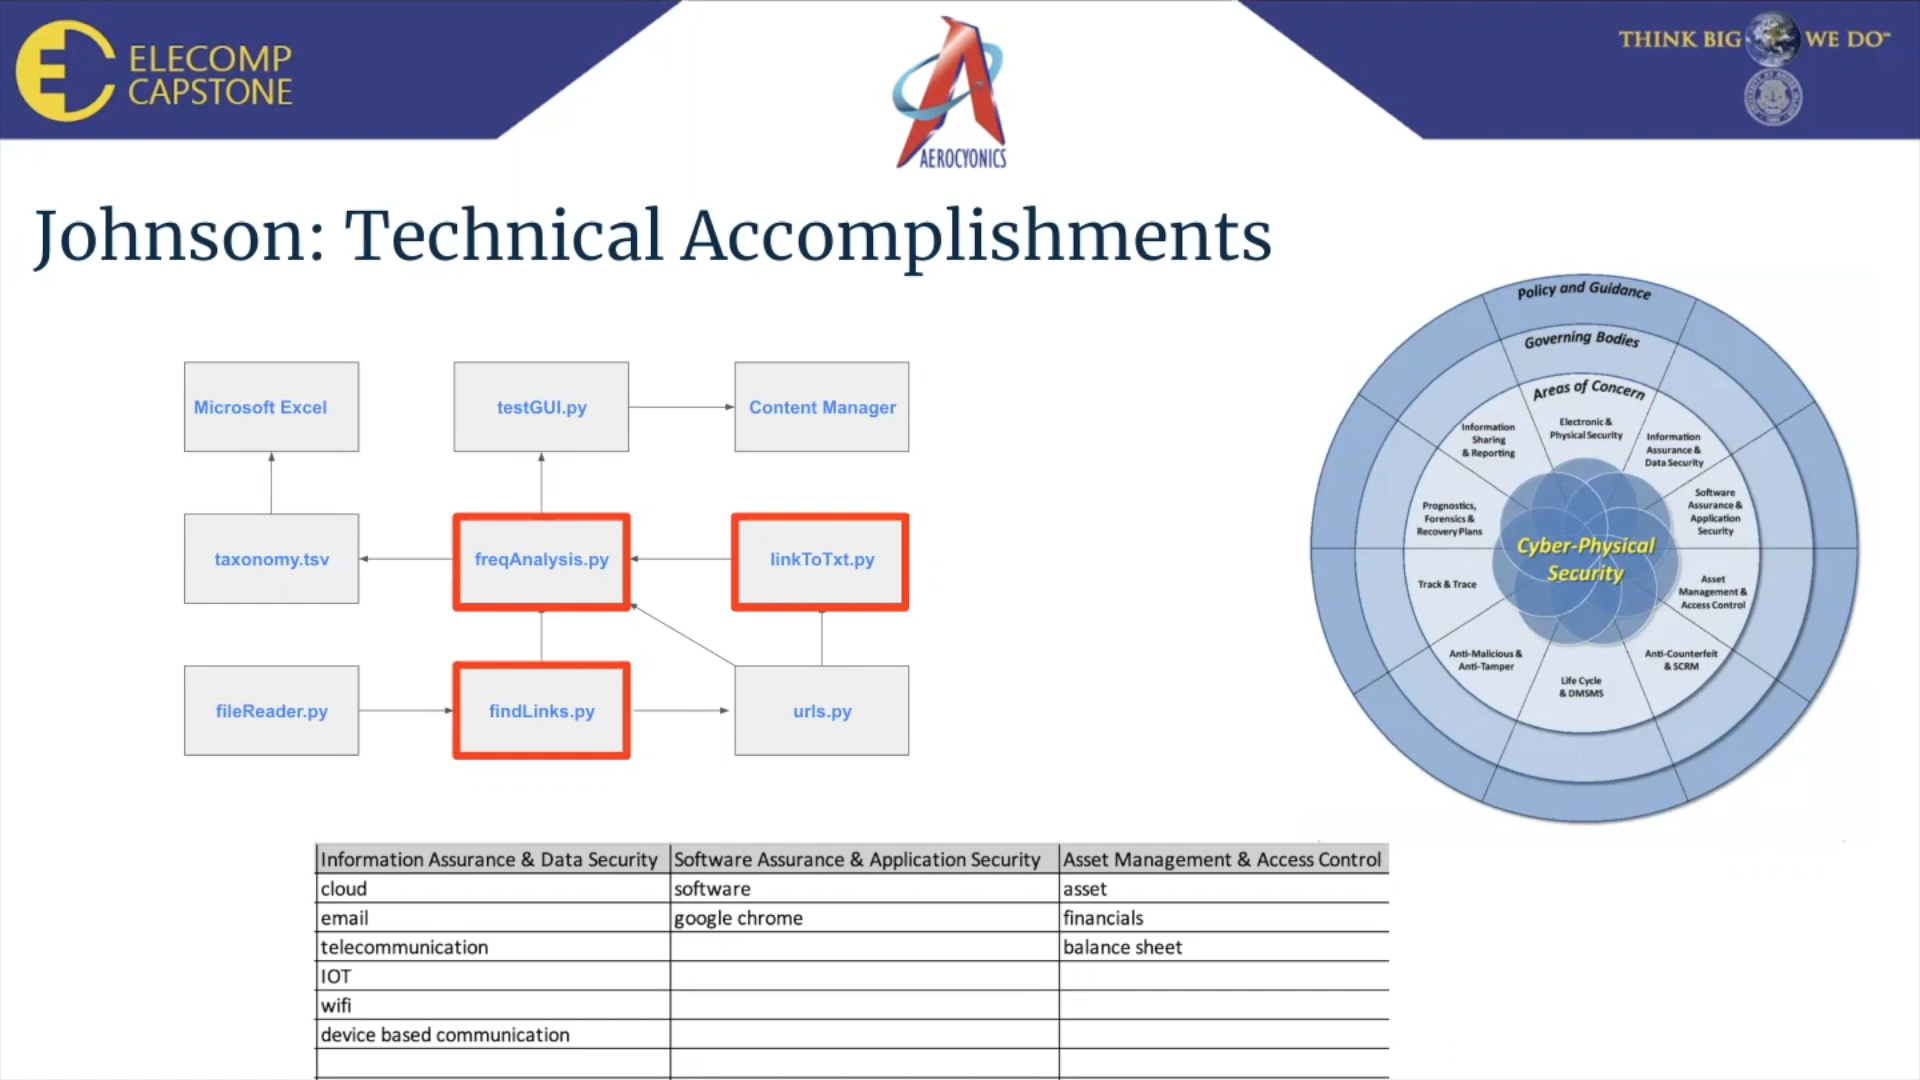 ELECOMP
CAPSTONE
AEROCYONICS
THINK BIG WE DO℠
Johnson: Technical Accomplishments
Microsoft Excel
testGUI.py
Content Manager
taxonomy.tsv
freqAnalysis.py
linkToTxt.py
fileReader.py
findLinks.py
urls.py
Policy and Guidance
Governing Bodies
Areas of Concern
Electronic &
Physical Security
Information
Assurance &
Data Security
Software
Assurance &
Application
Security
Asset
Management &
Access Control
Anti-Counterfeit
& SCRM
Life Cycle
& DMSMS
Anti-Malicious &
Anti-Tamper
Track & Trace
Prognostics,
Forensics &
Recovery Plans
Information
Sharing
& Reporting
Cyber-Physical
Security
Information Assurance & Data Security Software Assurance & Application Security Asset Management & Access Control
cloud software asset
email google chrome financials
telecommunication balance sheet
IOT
wifi
device based communication